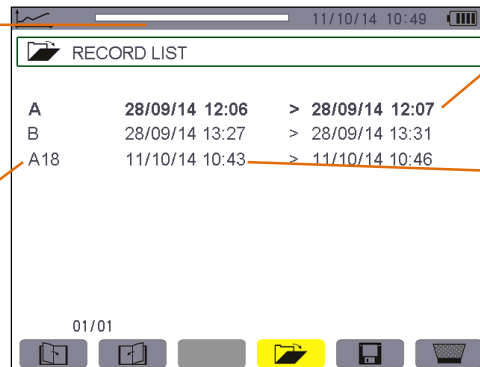 11/10/14 10:49
RECORD LIST
A 28/09/14 12:06 > 28/09/14 12:07
B 28/09/14 13:27 > 28/09/14 13:31
A18 11/10/14 10:43 > 11/10/14 10:46
01/01